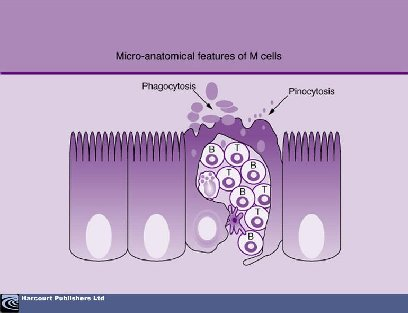 Micro-anatomical features of M cells
Phagocytosis
Pinocytosis
B T
T B
B T
T
B
Harcourt Publishers Ltd